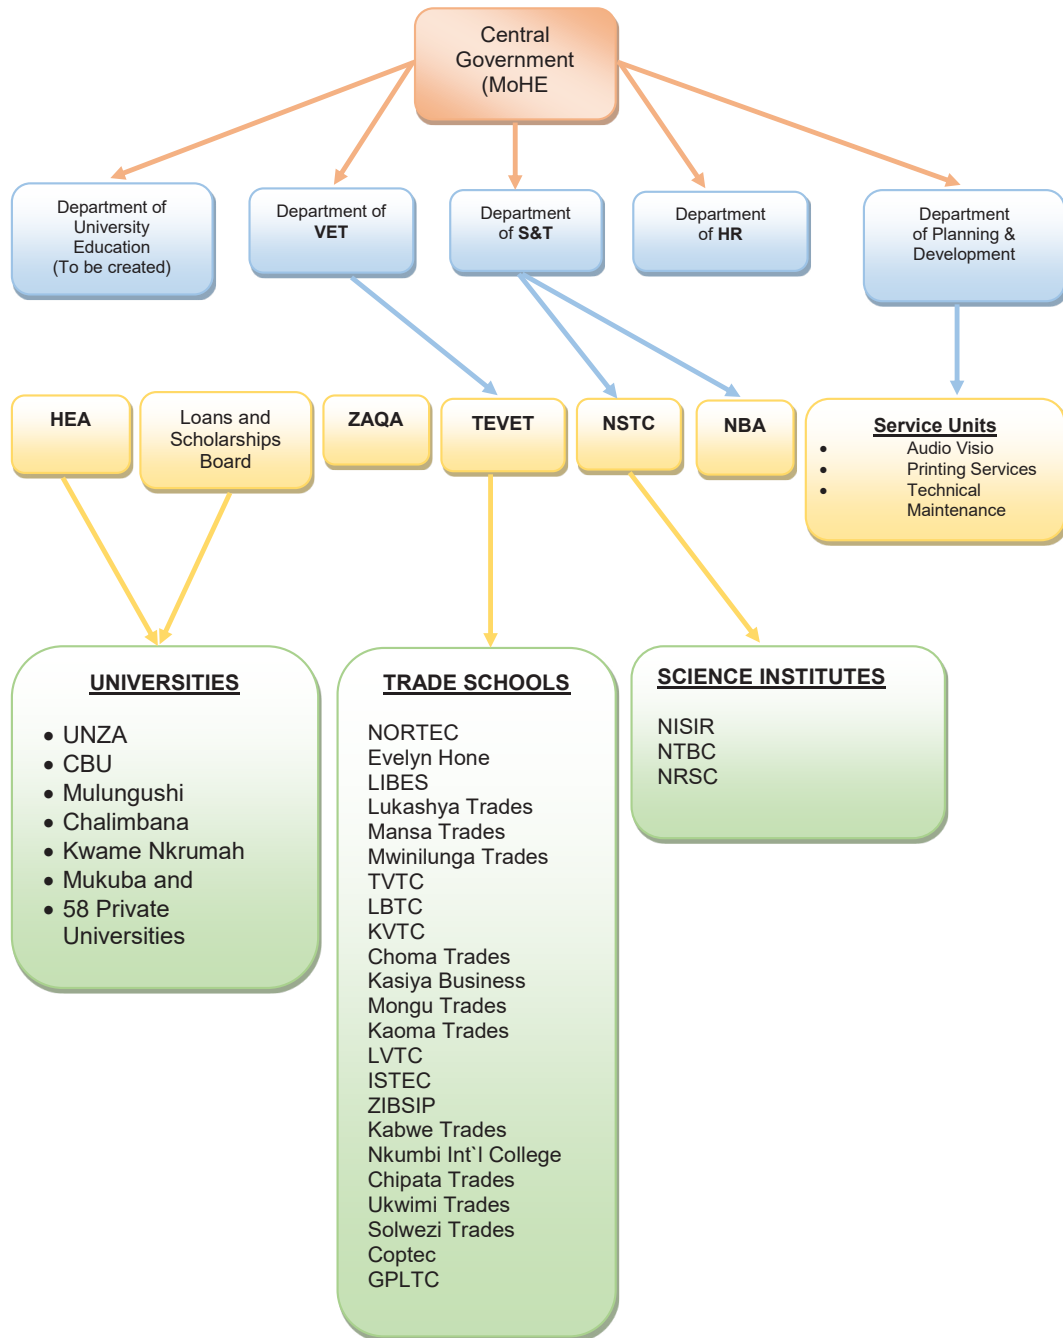 Central
Government
(MoHE
Department of
University
Education
(To be created)
Department of
VET
Department
of S&T
Department
of HR
Department
of Planning &
Development
HEA
Loans and
Scholarships
Board
ZAQA
TEVET
NSTC
NBA
Service Units
• Audio Visio
• Printing Services
• Technical
Maintenance
UNIVERSITIES
• UNZA
• CBU
• Mulungushi
• Chalimbana
• Kwame Nkrumah
• Mukuba and
• 58 Private
Universities
TRADE SCHOOLS
NORTEC
Evelyn Hone
LIBES
Lukashya Trades
Mansa Trades
Mwinilunga Trades
TVTC
LBTC
KVTC
Choma Trades
Kasiya Business
Mongu Trades
Kaoma Trades
LVTC
ISTEC
ZIBSIP
Kabwe Trades
Nkumbi Int`l College
Chipata Trades
Ukwimi Trades
Solwezi Trades
Coptec
GPLTC
SCIENCE INSTITUTES
NISIR
NTBC
NRSC